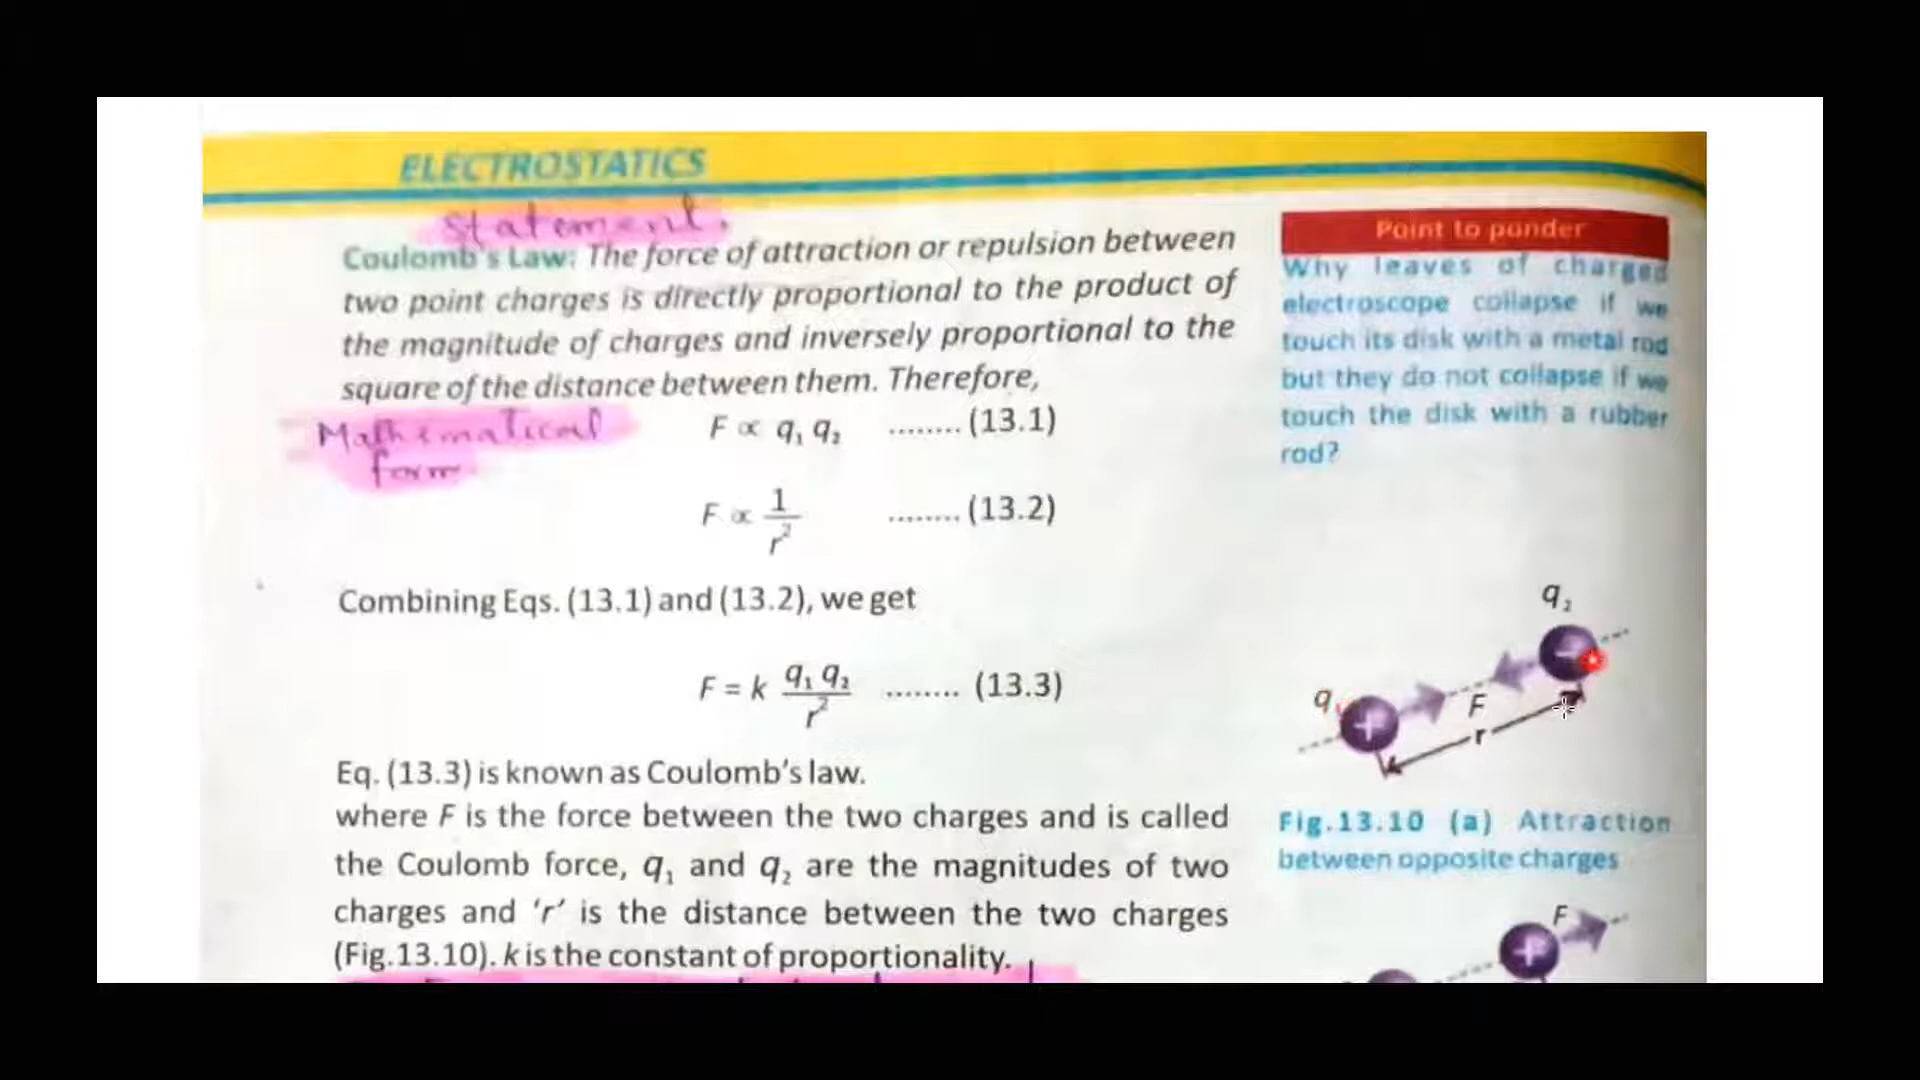 ELECTROSTATICS
Statement.
Coulomb's Law: The force of attraction or repulsion between
two point charges is directly proportional to the product of
the magnitude of charges and inversely proportional to the
square of the distance between them. Therefore,
Mathematical
form
F ∝ q₁ q₂ ........ (13.1)
F ∝ 1/r² ........ (13.2)
Combining Eqs. (13.1) and (13.2), we get
F = k q₁ q₂/r² ........ (13.3)
Eq. (13.3) is known as Coulomb's law.
where F is the force between the two charges and is called
the Coulomb force, q₁ and q₂ are the magnitudes of two
charges and 'r' is the distance between the two charges
(Fig.13.10). k is the constant of proportionality.
Point to ponder
Why leaves of charged
electroscope collapse if we
touch its disk with a metal rod
but they do not collapse if we
touch the disk with a rubber
rod?
q₂
q₁
F
r
Fig.13.10 (a) Attraction
between opposite charges
F